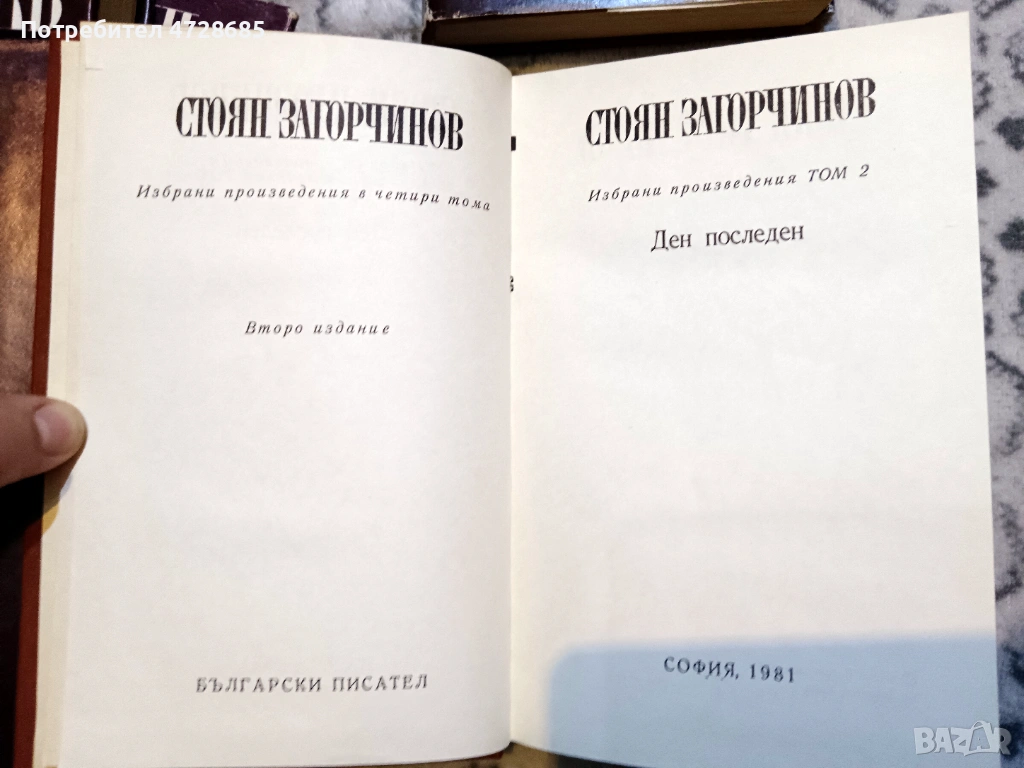 Потребител 4728685
СТОЯН ЗАГОРЧИНОВ
Избрани произведения в четири тома
Второ издание
БЪЛГАРСКИ ПИСАТЕЛ
СТОЯН ЗАГОРЧИНОВ
Избрани произведения ТОМ 2
Ден последен
СОФИЯ, 1981
BAZAR